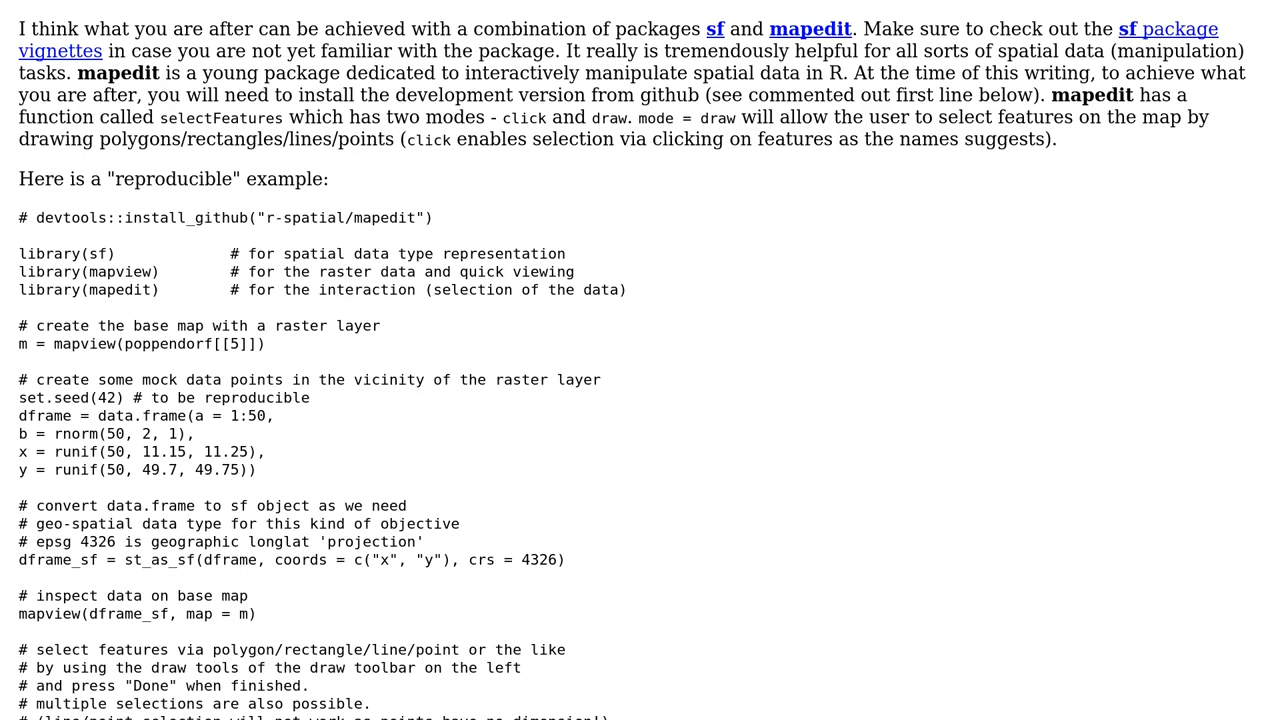 I think what you are after can be achieved with a combination of packages sf and mapedit. Make sure to check out the sf package
vignettes in case you are not yet familiar with the package. It really is tremendously helpful for all sorts of spatial data (manipulation)
tasks. mapedit is a young package dedicated to interactively manipulate spatial data in R. At the time of this writing, to achieve what
you are after, you will need to install the development version from github (see commented out first line below). mapedit has a
function called selectFeatures which has two modes - click and draw. mode = draw will allow the user to select features on the map by
drawing polygons/rectangles/lines/points (click enables selection via clicking on features as the names suggests).
Here is a "reproducible" example:
# devtools::install_github("r-spatial/mapedit")
library(sf)             # for spatial data type representation
library(mapview)        # for the raster data and quick viewing
library(mapedit)        # for the interaction (selection of the data)
# create the base map with a raster layer
m = mapview(poppendorf[[5]])
# create some mock data points in the vicinity of the raster layer
set.seed(42) # to be reproducible
dframe = data.frame(a = 1:50,
b = rnorm(50, 2, 1),
x = runif(50, 11.15, 11.25),
y = runif(50, 49.7, 49.75))
# convert data.frame to sf object as we need
# geo-spatial data type for this kind of objective
# epsg 4326 is geographic longlat 'projection'
dframe_sf = st_as_sf(dframe, coords = c("x", "y"), crs = 4326)
# inspect data on base map
mapview(dframe_sf, map = m)
# select features via polygon/rectangle/line/point or the like
# by using the draw tools of the draw toolbar on the left
# and press "Done" when finished.
# multiple selections are also possible.
# (line/point selection will not work as points have no dimension!)